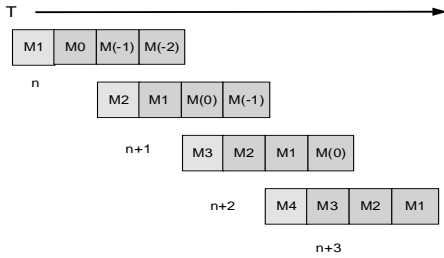 T
M1 M0 M(-1) M(-2)
n
M2 M1 M(0) M(-1)
n+1
M3 M2 M1 M(0)
n+2
M4 M3 M2 M1
n+3